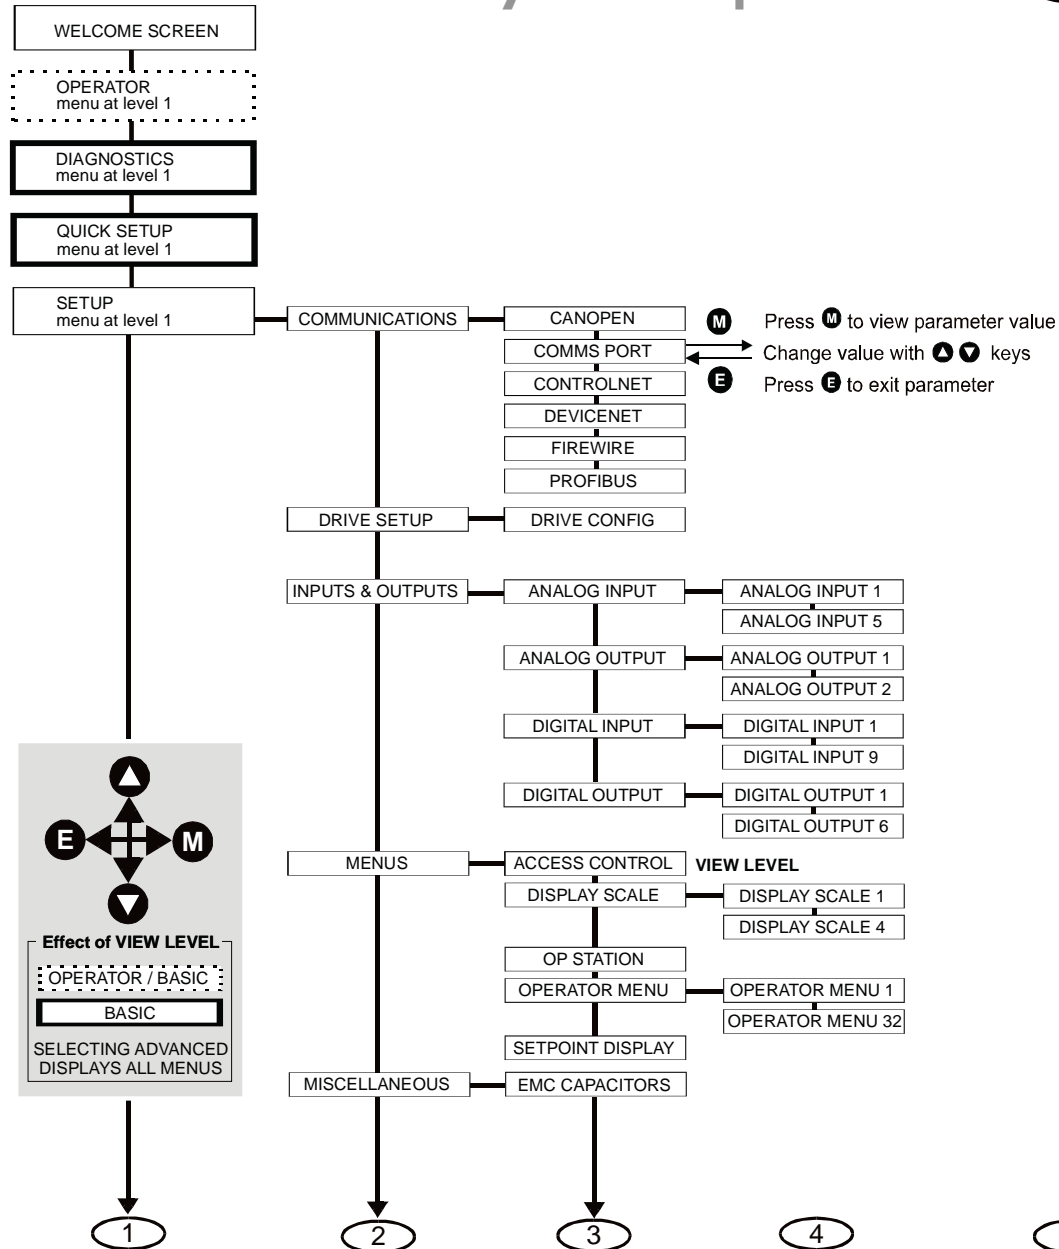 WELCOME SCREEN
OPERATOR
menu at level 1
DIAGNOSTICS
menu at level 1
QUICK SETUP
menu at level 1
SETUP
menu at level 1
COMMUNICATIONS
CANOPEN
M Press M to view parameter value
COMMS PORT
Change value with keys
CONTROLNET
E Press E to exit parameter
DEVICENET
FIREWIRE
PROFIBUS
DRIVE SETUP
DRIVE CONFIG
INPUTS & OUTPUTS
ANALOG INPUT
ANALOG INPUT 1
ANALOG INPUT 5
ANALOG OUTPUT
ANALOG OUTPUT 1
ANALOG OUTPUT 2
DIGITAL INPUT
DIGITAL INPUT 1
DIGITAL INPUT 9
DIGITAL OUTPUT
DIGITAL OUTPUT 1
DIGITAL OUTPUT 6
E M
MENUS
ACCESS CONTROL
VIEW LEVEL
DISPLAY SCALE
DISPLAY SCALE 1
DISPLAY SCALE 4
OP STATION
OPERATOR MENU
OPERATOR MENU 1
OPERATOR MENU 32
SETPOINT DISPLAY
Effect of VIEW LEVEL
OPERATOR / BASIC
BASIC
SELECTING ADVANCED
DISPLAYS ALL MENUS
MISCELLANEOUS
EMC CAPACITORS
1
2
3
4